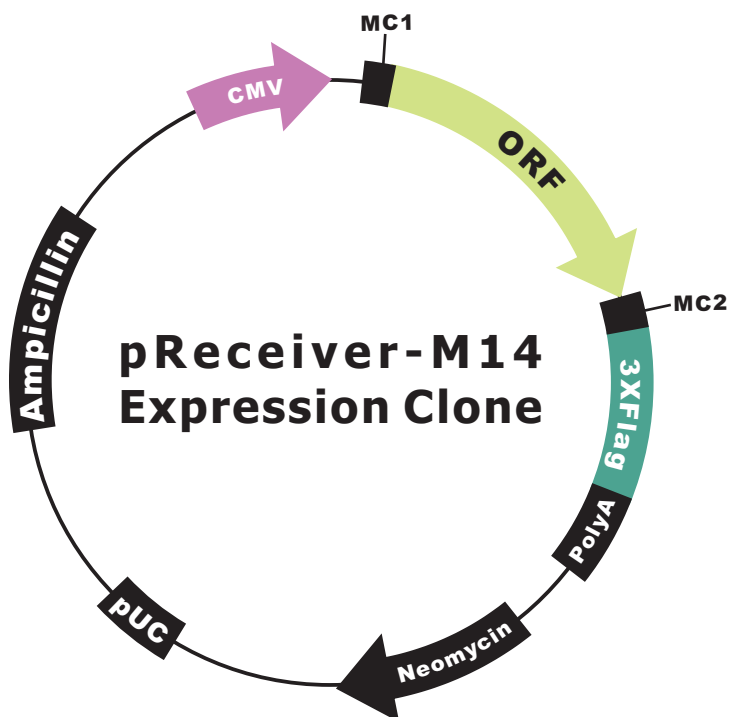 MC1
CMV
ORF
MC2
3XFlag
PolyA
Neomycin
pUC
Ampicillin
pReceiver-M14
Expression Clone